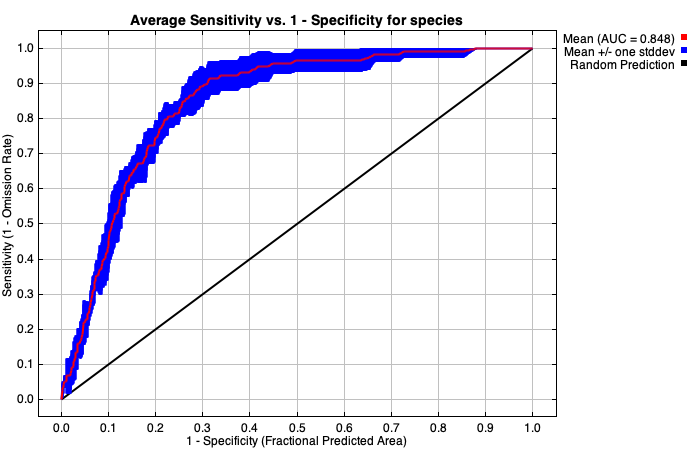 Average Sensitivity vs. 1 - Specificity for species
Mean (AUC = 0.848)
Mean +/- one stddev
Random Prediction
Sensitivity (1 - Omission Rate)
1.0
0.9
0.8
0.7
0.6
0.5
0.4
0.3
0.2
0.1
0.0
0.0 0.1 0.2 0.3 0.4 0.5 0.6 0.7 0.8 0.9 1.0
1 - Specificity (Fractional Predicted Area)